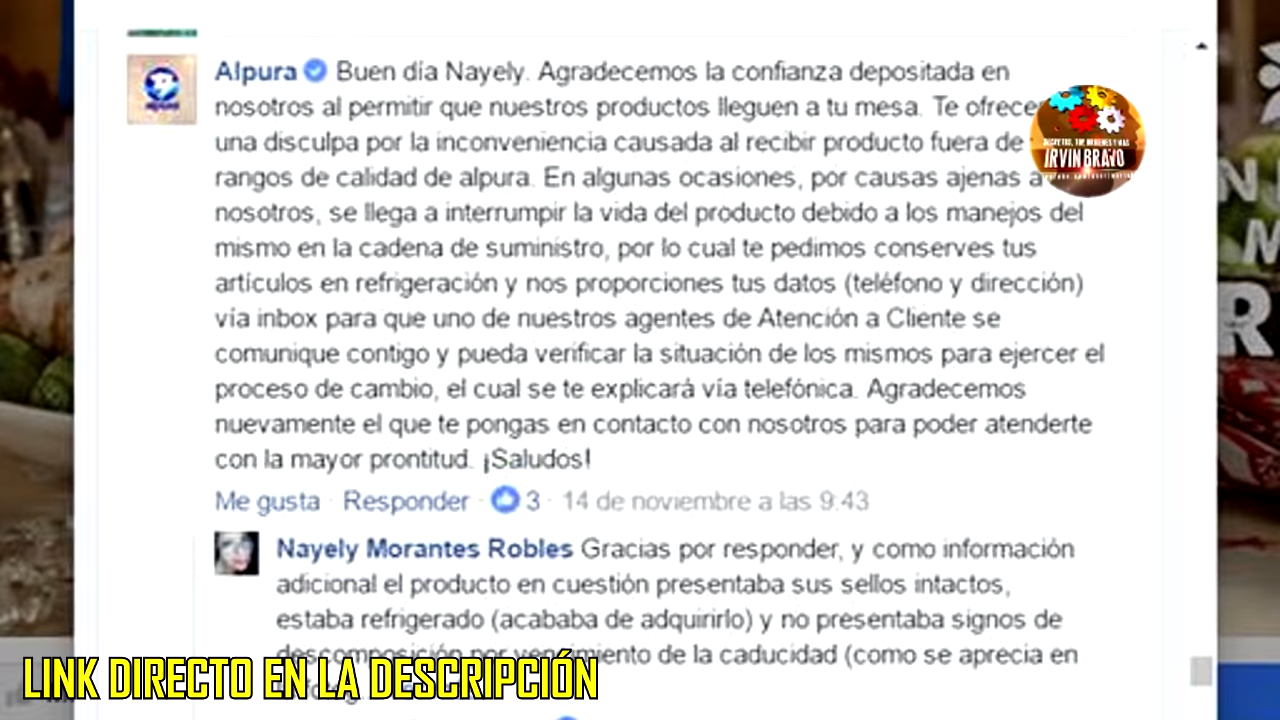 Alpura Buen día Nayely. Agradecemos la confianza depositada en
nosotros al permitir que nuestros productos lleguen a tu mesa. Te
una disculpa por la inconveniencia causada al recibir producto fuera de
rangos de calidad de alpura. En algunas ocasiones, por causas ajenas a
nosotros, se llega a interrumpir la vida del producto debido a los manejos del
mismo en la cadena de suministro, por lo cual te pedimos conserves tus
artículos en refrigeración y nos proporciones tus datos (teléfono y dirección)
vía inbox para que uno de nuestros agentes de Atención a Cliente se
comunique contigo y pueda verificar la situación de los mismos para ejercer el
proceso de cambio, el cual se te explicará vía telefónica. Agradecemos
nuevamente el que te pongas en contacto con nosotros para poder atenderte
con la mayor prontitud. ¡Saludos!
Me gusta · Responder · 3 · 14 de noviembre a las 9:43
Nayely Morantes Robles Gracias por responder, y como información
adicional el producto en cuestión presentaba sus sellos intactos,
estaba refrigerado (acababa de adquirirlo) y no presentaba signos de
descomposición por vencimiento de la caducidad (como se aprecia en
IRVIN BRAVO
LINK DIRECTO EN LA DESCRIPCIÓN